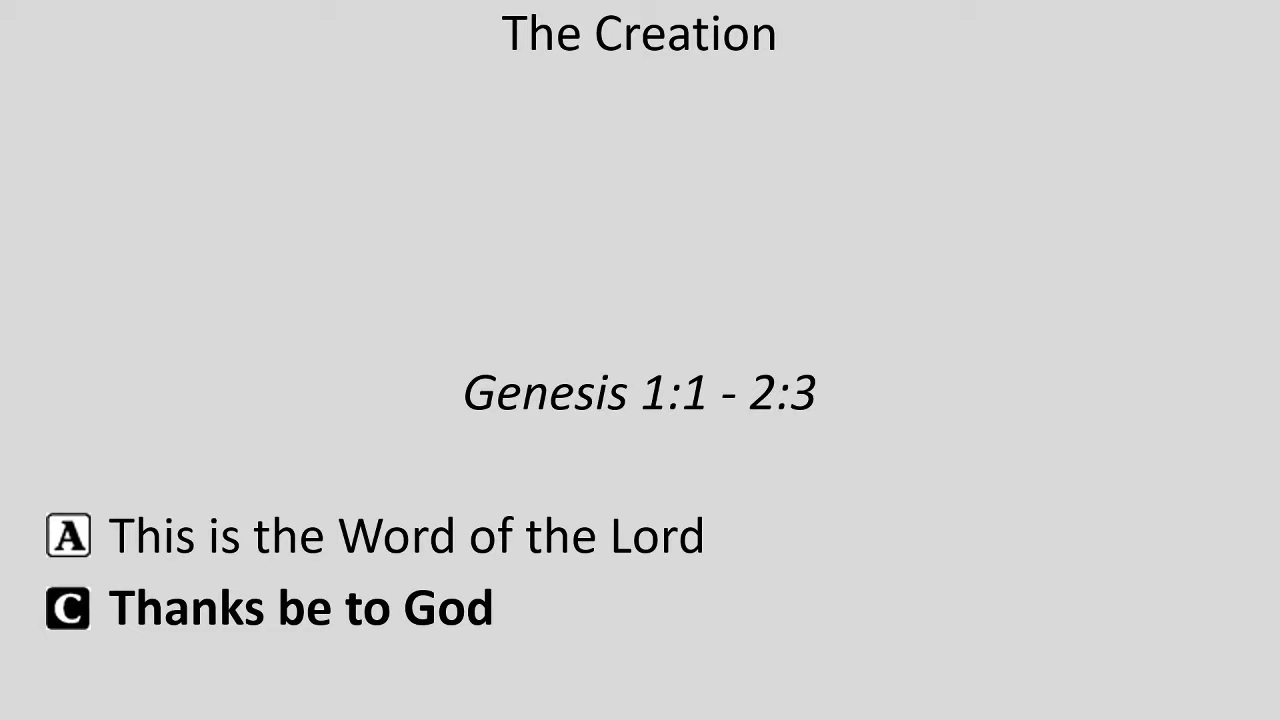 The Creation
Genesis 1:1 - 2:3
A This is the Word of the Lord
C Thanks be to God